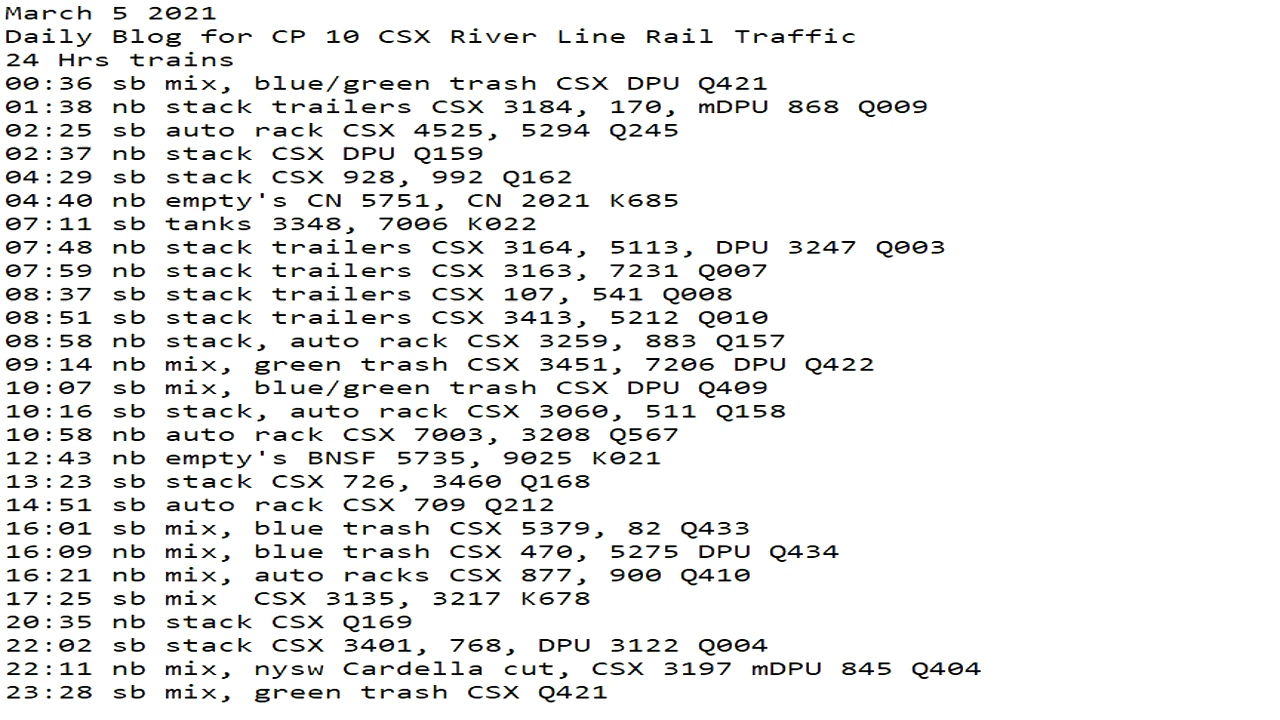 March 5 2021
Daily Blog for CP 10 CSX River Line Rail Traffic
24 Hrs trains
00:36 sb mix, blue/green trash CSX DPU Q421
01:38 nb stack trailers CSX 3184, 170, mDPU 868 Q009
02:25 sb auto rack CSX 4525, 5294 Q245
02:37 nb stack CSX DPU Q159
04:29 sb stack CSX 928, 992 Q162
04:40 nb empty's CN 5751, CN 2021 K685
07:11 sb tanks 3348, 7006 K022
07:48 nb stack trailers CSX 3164, 5113, DPU 3247 Q003
07:59 nb stack trailers CSX 3163, 7231 Q007
08:37 sb stack trailers CSX 107, 541 Q008
08:51 sb stack trailers CSX 3413, 5212 Q010
08:58 nb stack, auto rack CSX 3259, 883 Q157
09:14 nb mix, green trash CSX 3451, 7206 DPU Q422
10:07 sb mix, blue/green trash CSX DPU Q409
10:16 sb stack, auto rack CSX 3060, 511 Q158
10:58 nb auto rack CSX 7003, 3208 Q567
12:43 nb empty's BNSF 5735, 9025 K021
13:23 sb stack CSX 726, 3460 Q168
14:51 sb auto rack CSX 709 Q212
16:01 sb mix, blue trash CSX 5379, 82 Q433
16:09 nb mix, blue trash CSX 470, 5275 DPU Q434
16:21 nb mix, auto racks CSX 877, 900 Q410
17:25 sb mix  CSX 3135, 3217 K678
20:35 nb stack CSX Q169
22:02 sb stack CSX 3401, 768, DPU 3122 Q004
22:11 nb mix, nysw Cardella cut, CSX 3197 mDPU 845 Q404
23:28 sb mix, green trash CSX Q421